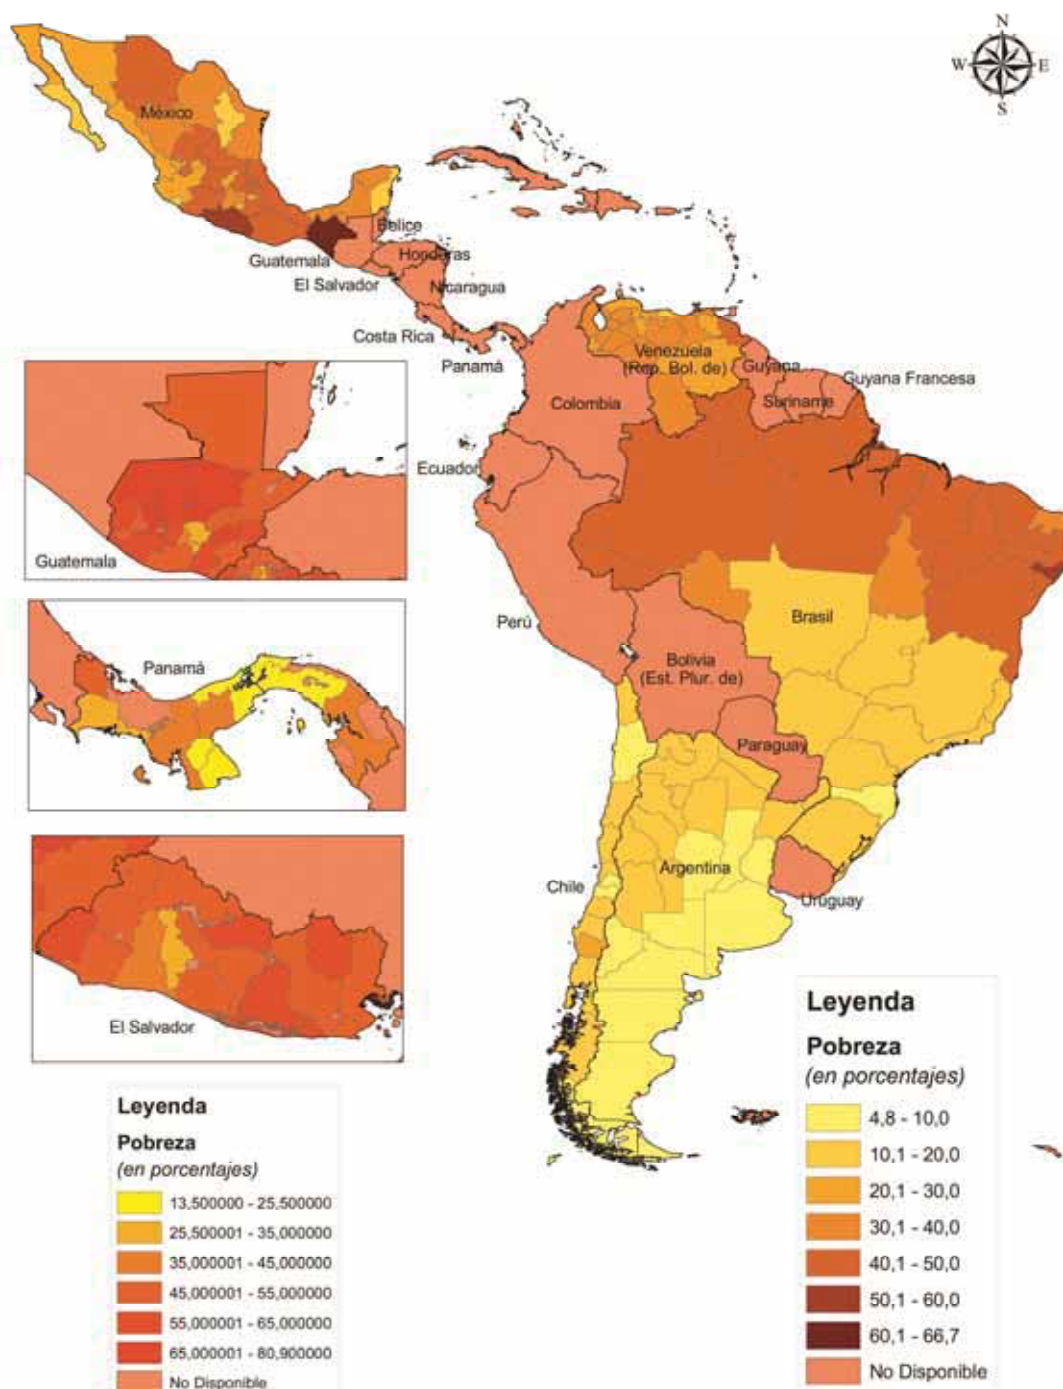 N
W E
S
México
Belice
Guatemala
Honduras
El Salvador
Nicaragua
Costa Rica
Panamá
Venezuela
(Rep. Bol. de)
Guyana
Guyana Francesa
Suriname
Colombia
Ecuador
Guatemala
Perú
Brasil
Panamá
Bolivia
(Est. Plur. de)
Paraguay
Argentina
Chile
Uruguay
El Salvador
Leyenda
Pobreza
(en porcentajes)
13,500000 - 25,500000
25,500001 - 35,000000
35,000001 - 45,000000
45,000001 - 55,000000
55,000001 - 65,000000
65,000001 - 80,900000
No Disponible
Leyenda
Pobreza
(en porcentajes)
4,8 - 10,0
10,1 - 20,0
20,1 - 30,0
30,1 - 40,0
40,1 - 50,0
50,1 - 60,0
60,1 - 66,7
No Disponible